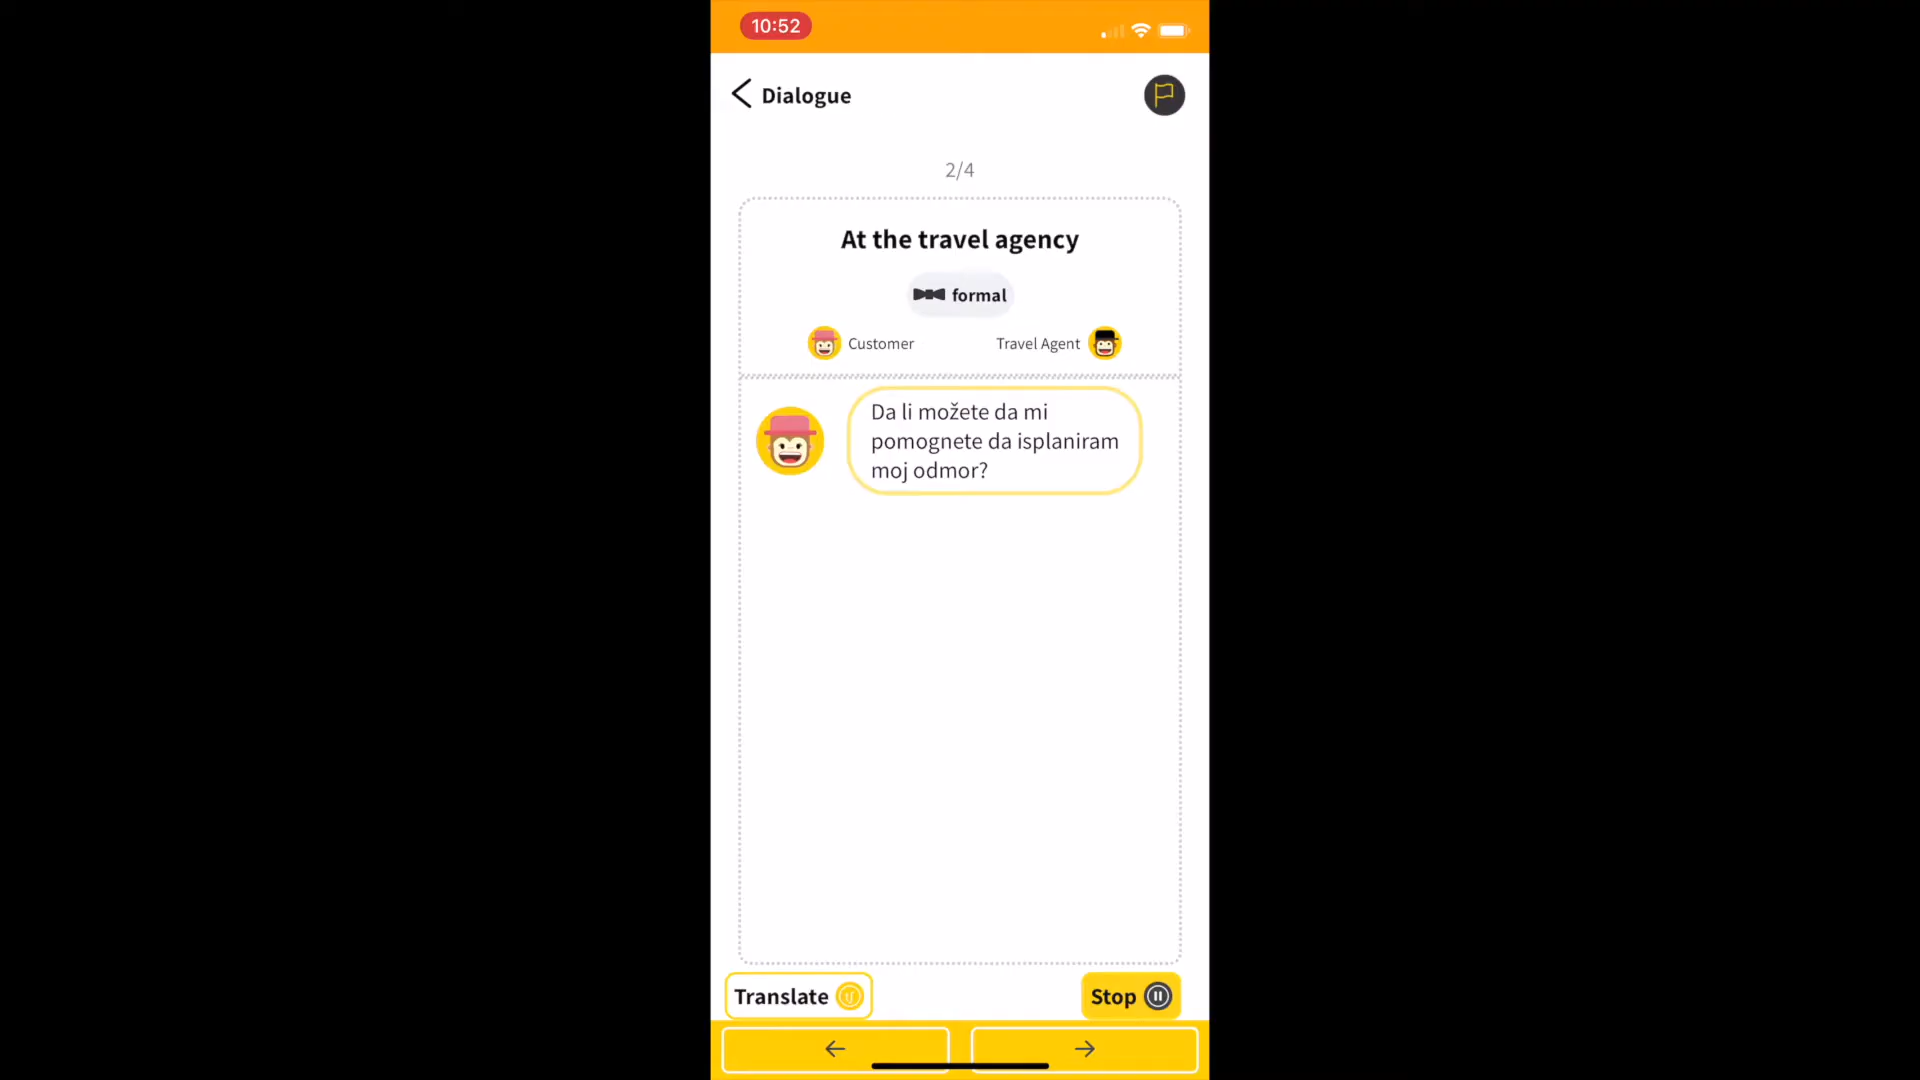 10:52
Dialogue
2/4
At the travel agency
formal
Customer
Travel Agent
Da li možete da mi
pomognete da isplaniram
moj odmor?
Translate
Stop